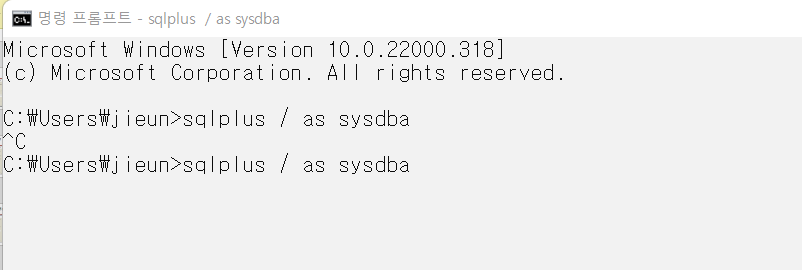 명령 프롬프트 - sqlplus / as sysdba
Microsoft Windows [Version 10.0.22000.318]
(c) Microsoft Corporation. All rights reserved.
C:₩Users₩jieun>sqlplus / as sysdba
^C
C:₩Users₩jieun>sqlplus / as sysdba